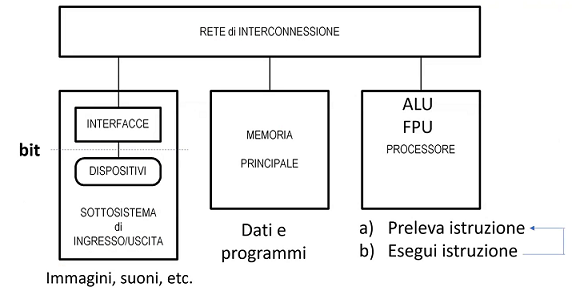 RETE di INTERCONNESSIONE
INTERFACCE
bit
DISPOSITIVI
SOTTOSISTEMA
di
INGRESSO/USCITA
Immagini, suoni, etc.
MEMORIA
PRINCIPALE
Dati e
programmi
ALU
FPU
PROCESSORE
a) Preleva istruzione
b) Esegui istruzione